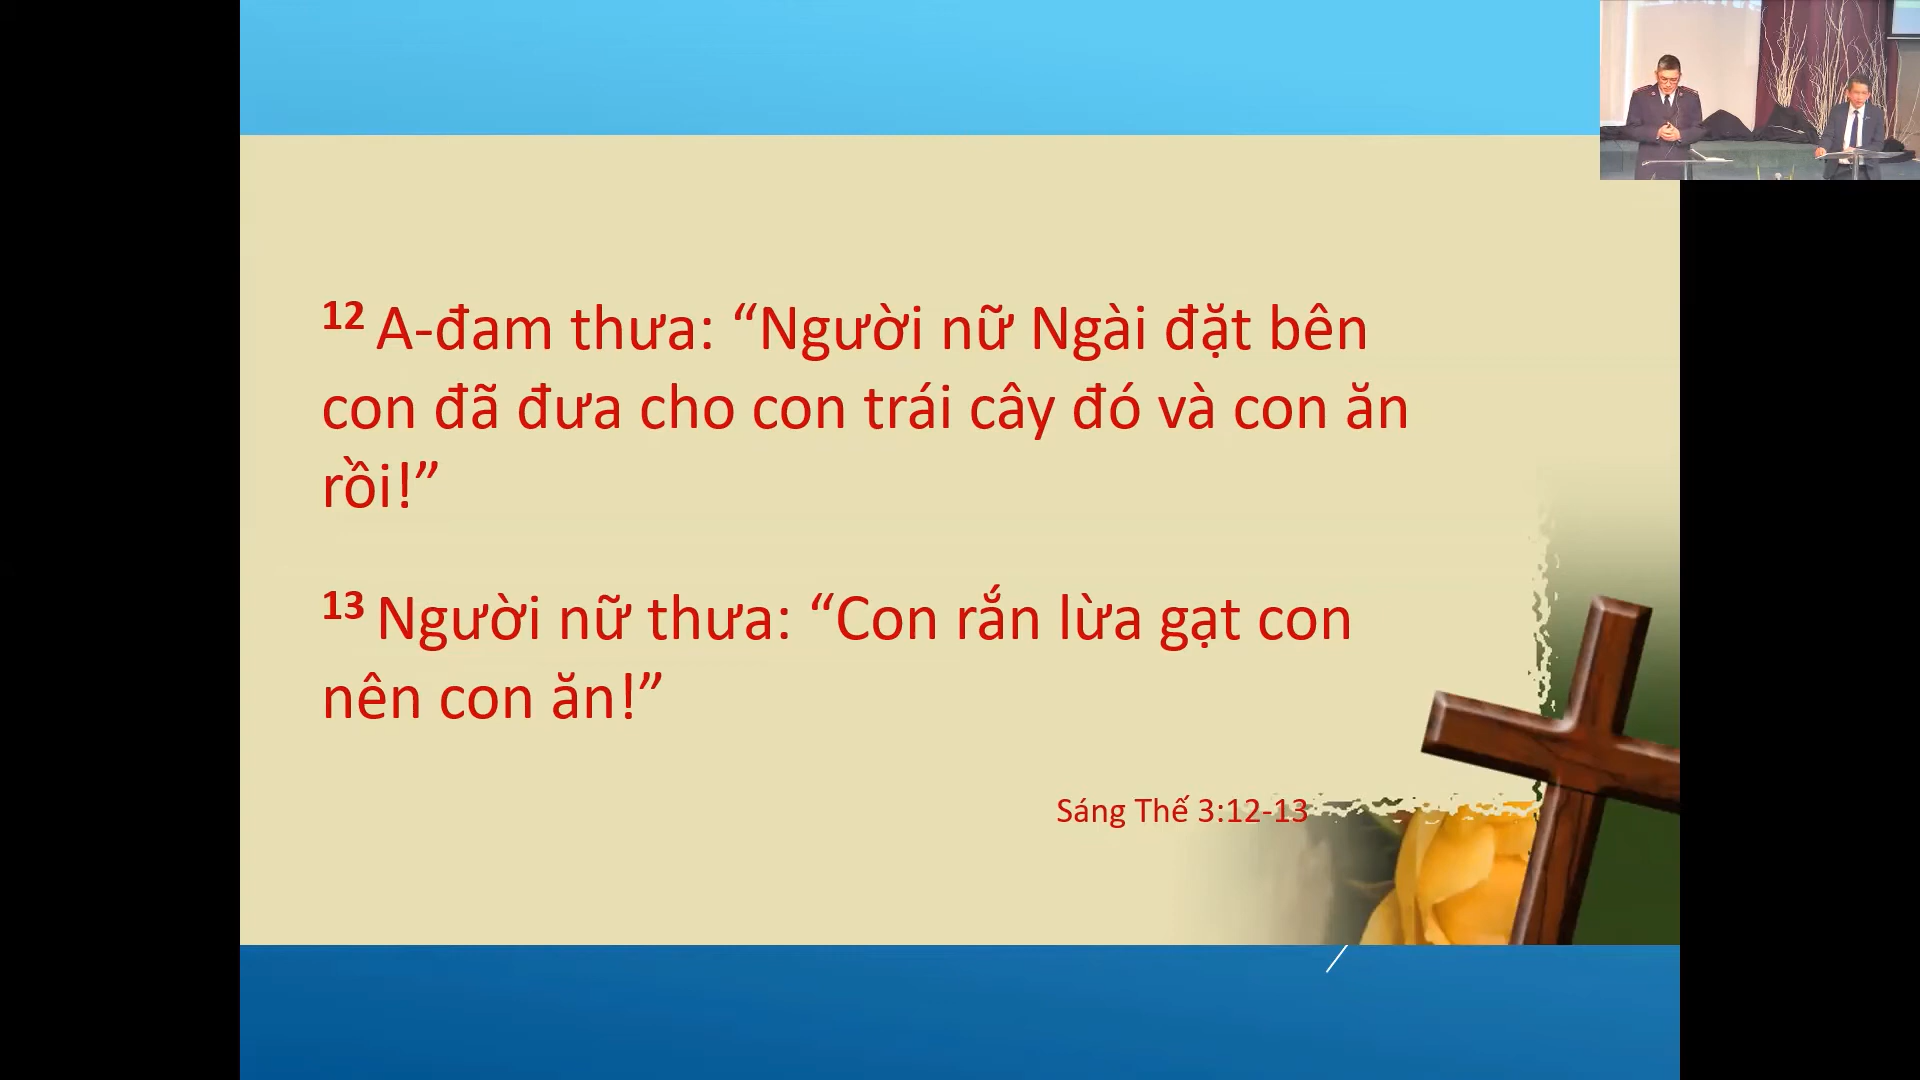 12 A-đam thưa: “Người nữ Ngài đặt bên
con đã đưa cho con trái cây đó và con ăn
rồi!”
13 Người nữ thưa: “Con rắn lừa gạt con
nên con ăn!”
Sáng Thế 3:12-13